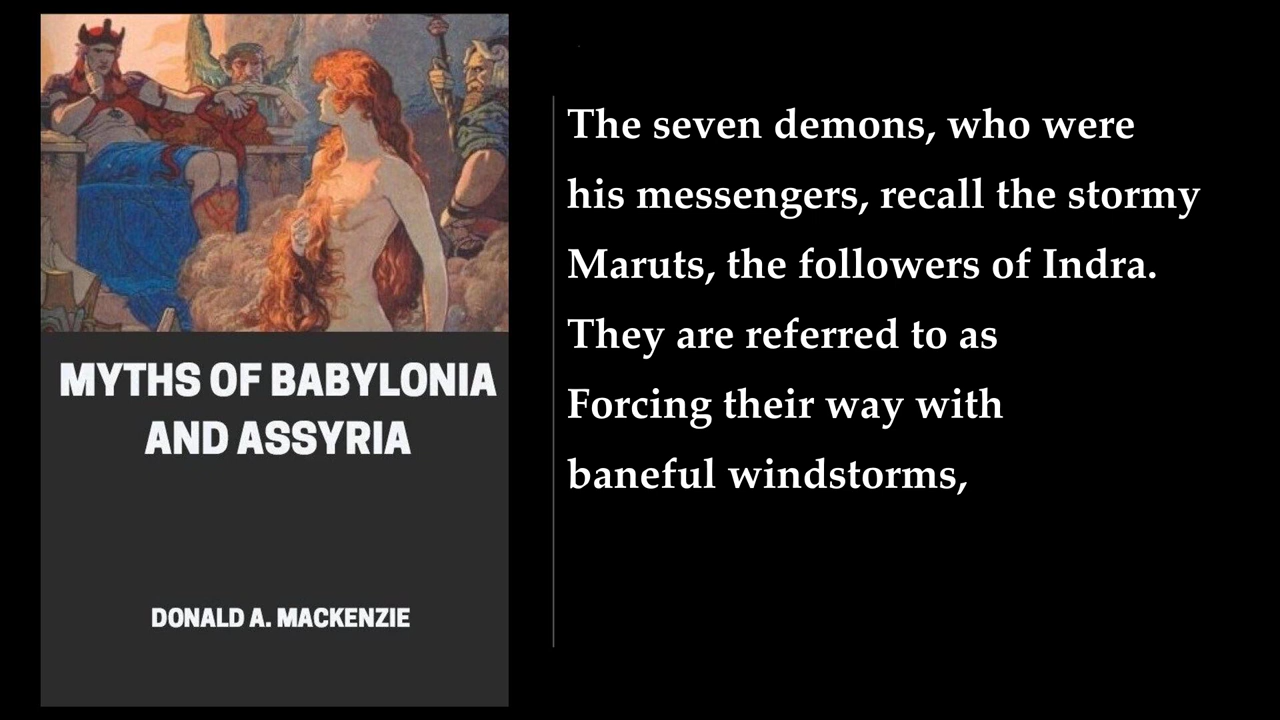 MYTHS OF BABYLONIA
AND ASSYRIA
DONALD A. MACKENZIE
The seven demons, who were
his messengers, recall the stormy
Maruts, the followers of Indra.
They are referred to as
Forcing their way with
baneful windstorms,